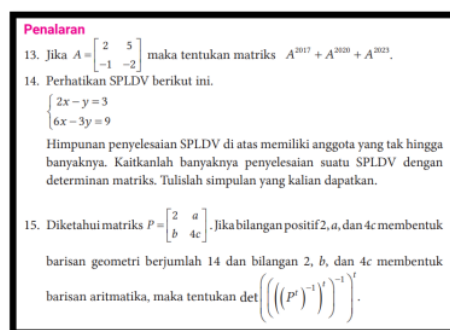 Penalaran
13. Jika A = [2 5; -1 -2] maka tentukan matriks A^2017 + A^2020 + A^2023.
14. Perhatikan SPLDV berikut ini.
{2x − y = 3
{6x − 3y = 9
Himpunan penyelesaian SPLDV di atas memiliki anggota yang tak hingga
banyaknya. Kaitkanlah banyaknya penyelesaian suatu SPLDV dengan
determinan matriks. Tulislah simpulan yang kalian dapatkan.
15. Diketahui matriks P = [2 a; b 4c]. Jika bilangan positif 2, a, dan 4c membentuk
barisan geometri berjumlah 14 dan bilangan 2, b, dan 4c membentuk
barisan aritmatika, maka tentukan det((((P^t)^-1)^t)^-1)^t.